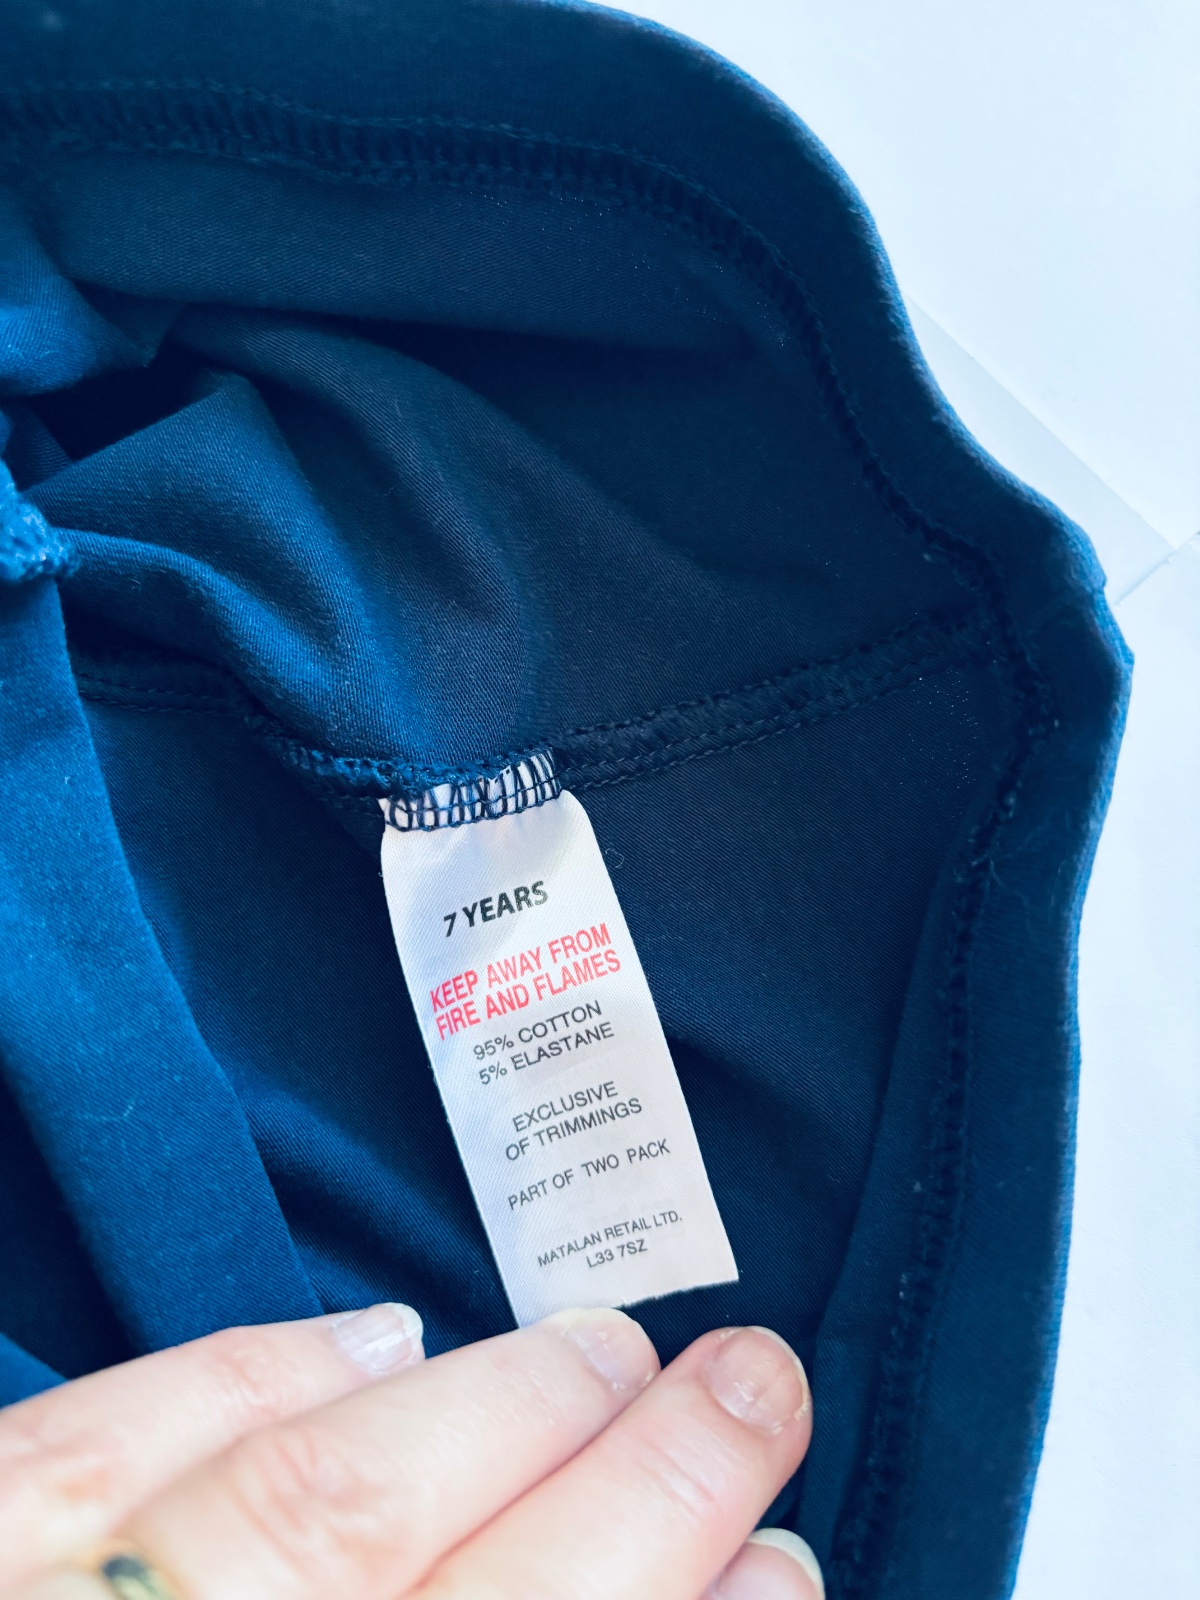 7 YEARS
KEEP AWAY FROM
FIRE AND FLAMES
95% COTTON
5% ELASTANE
EXCLUSIVE
OF TRIMMINGS
PART OF TWO PACK
MATALAN RETAIL LTD.
L33 7SZ